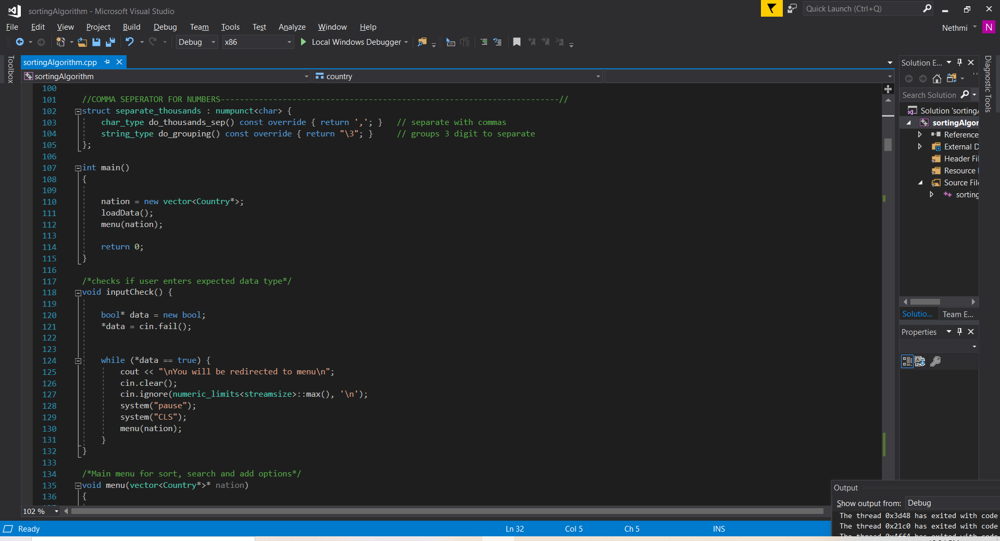 sortingAlgorithm - Microsoft Visual Studio
Quick Launch (Ctrl+Q)
File Edit View Project Build Debug Team Tools Test Analyze Window Help
Nethmi N
Debug x86 Local Windows Debugger
Toolbox
sortingAlgorithm.cpp
sortingAlgorithm country
100
101 //COMMA SEPERATOR FOR NUMBERS-----------------------------------------------------------------------//
102 struct separate_thousands : numpunct<char> {
103 char_type do_thousands_sep() const override { return ','; } // separate with commas
104 string_type do_grouping() const override { return "\3"; } // groups 3 digit to separate
105 };
106
107 int main()
108 {
109
110 nation = new vector<Country*>;
111 loadData();
112 menu(nation);
113
114 return 0;
115 }
116
117 /*checks if user enters expected data type*/
118 void inputCheck() {
119
120 bool* data = new bool;
121 *data = cin.fail();
122
123
124 while (*data == true) {
125 cout << "\nYou will be redirected to menu\n";
126 cin.clear();
127 cin.ignore(numeric_limits<streamsize>::max(), '\n');
128 system("pause");
129 system("CLS");
130 menu(nation);
131 }
132 }
133
134 /*Main menu for sort, search and add options*/
135 void menu(vector<Country*>* nation)
136 {
102 %
Solution E...
Search Solution
Solution 'sorting
sortingAlgor
Reference
External D
Header Fil
Resource
Source File
sorting
Solutio... Team E...
Properties
Diagnostic Tools
Output
Show output from: Debug
The thread 0x3d48 has exited with code
The thread 0x21c0 has exited with code
The thread 0x4ff4 has exited with code
Ready Ln 32 Col 5 Ch 5 INS